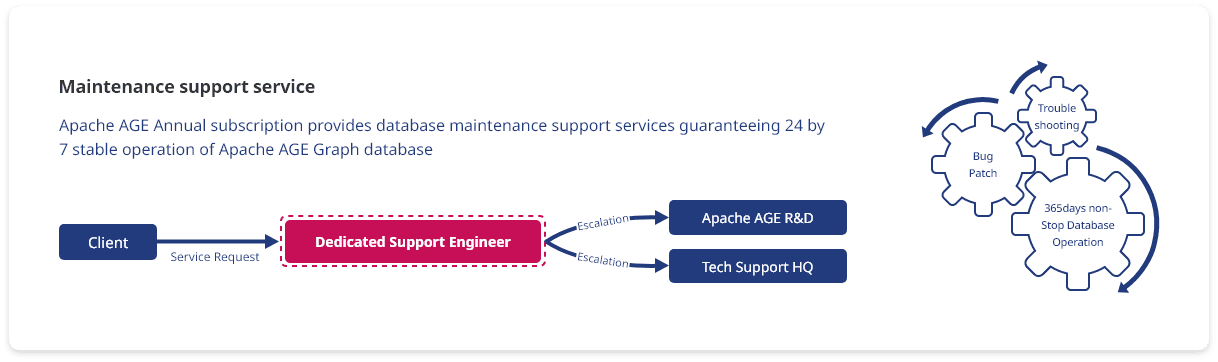 Maintenance support service
Apache AGE Annual subscription provides database maintenance support services guaranteeing 24 by
7 stable operation of Apache AGE Graph database
Client
Service Request
Dedicated Support Engineer
Escalation
Escalation
Apache AGE R&D
Tech Support HQ
Trouble
shooting
Bug
Patch
365days non-
Stop Database
Operation